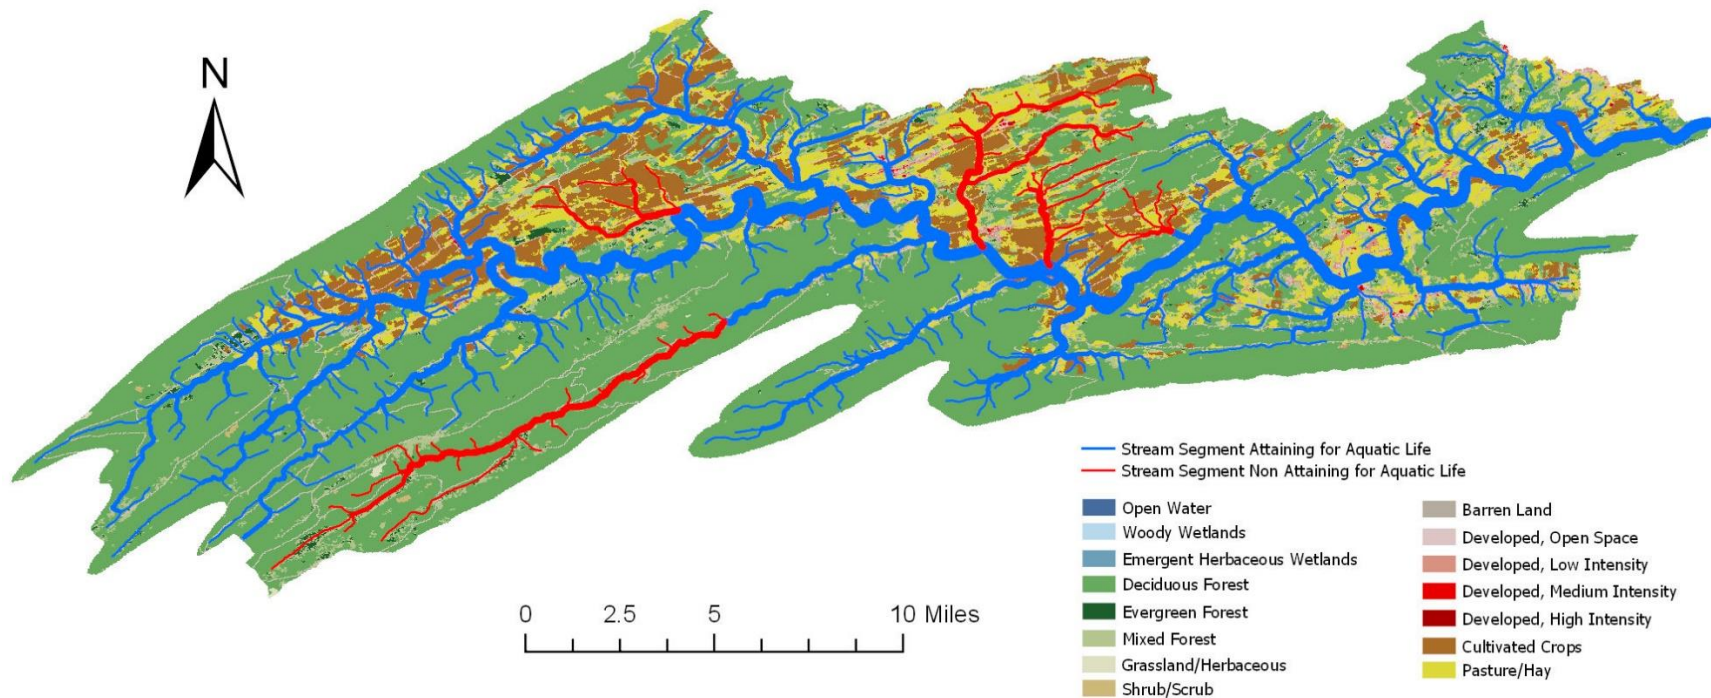 N
Stream Segment Attaining for Aquatic Life
Stream Segment Non Attaining for Aquatic Life
Open Water
Woody Wetlands
Emergent Herbaceous Wetlands
Deciduous Forest
Evergreen Forest
Mixed Forest
Grassland/Herbaceous
Shrub/Scrub
Barren Land
Developed, Open Space
Developed, Low Intensity
Developed, Medium Intensity
Developed, High Intensity
Cultivated Crops
Pasture/Hay
0 2.5 5 10 Miles